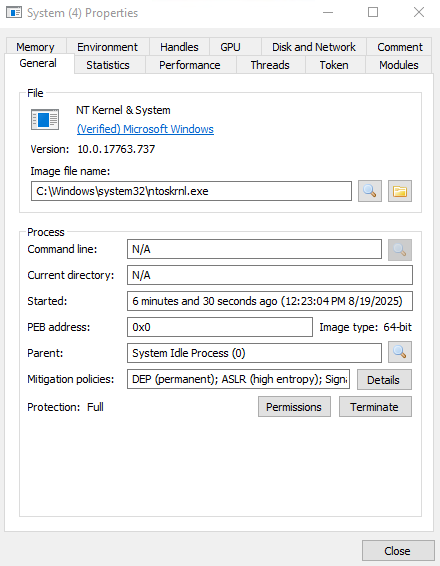 System (4) Properties
Memory Environment Handles GPU Disk and Network Comment
General Statistics Performance Threads Token Modules
File
NT Kernel & System
(Verified) Microsoft Windows
Version: 10.0.17763.737
Image file name:
C:\Windows\system32\ntoskrnl.exe
Process
Command line: N/A
Current directory: N/A
Started: 6 minutes and 30 seconds ago (12:23:04 PM 8/19/2025)
PEB address: 0x0 Image type: 64-bit
Parent: System Idle Process (0)
Mitigation policies: DEP (permanent); ASLR (high entropy); Signa Details
Protection: Full Permissions Terminate
Close